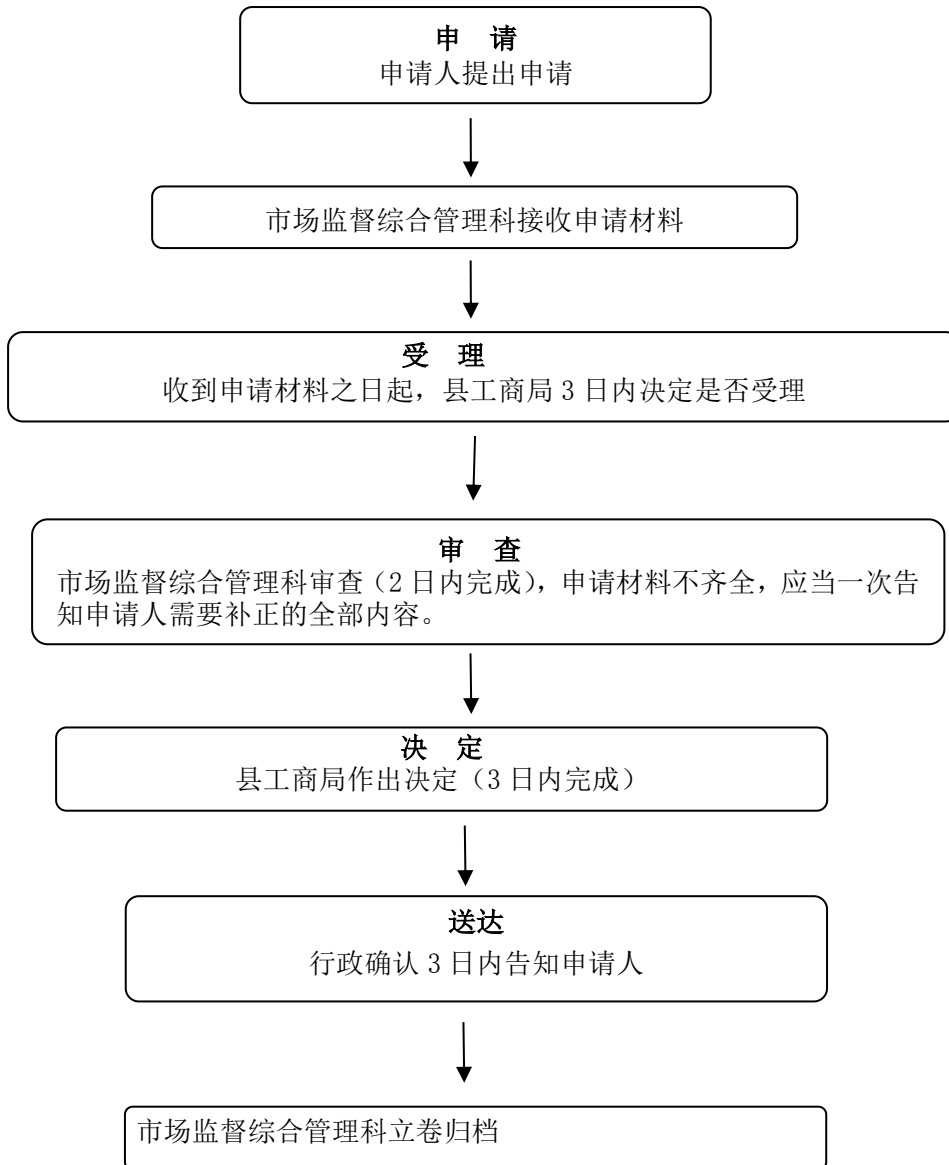 申 请
申请人提出申请
市场监督综合管理科接收申请材料
受 理
收到申请材料之日起，县工商局 3 日内决定是否受理
审 查
市场监督综合管理科审查（2 日内完成），申请材料不齐全，应当一次告
知申请人需要补正的全部内容。
决 定
县工商局作出决定（3 日内完成）
送达
行政确认 3 日内告知申请人
市场监督综合管理科立卷归档